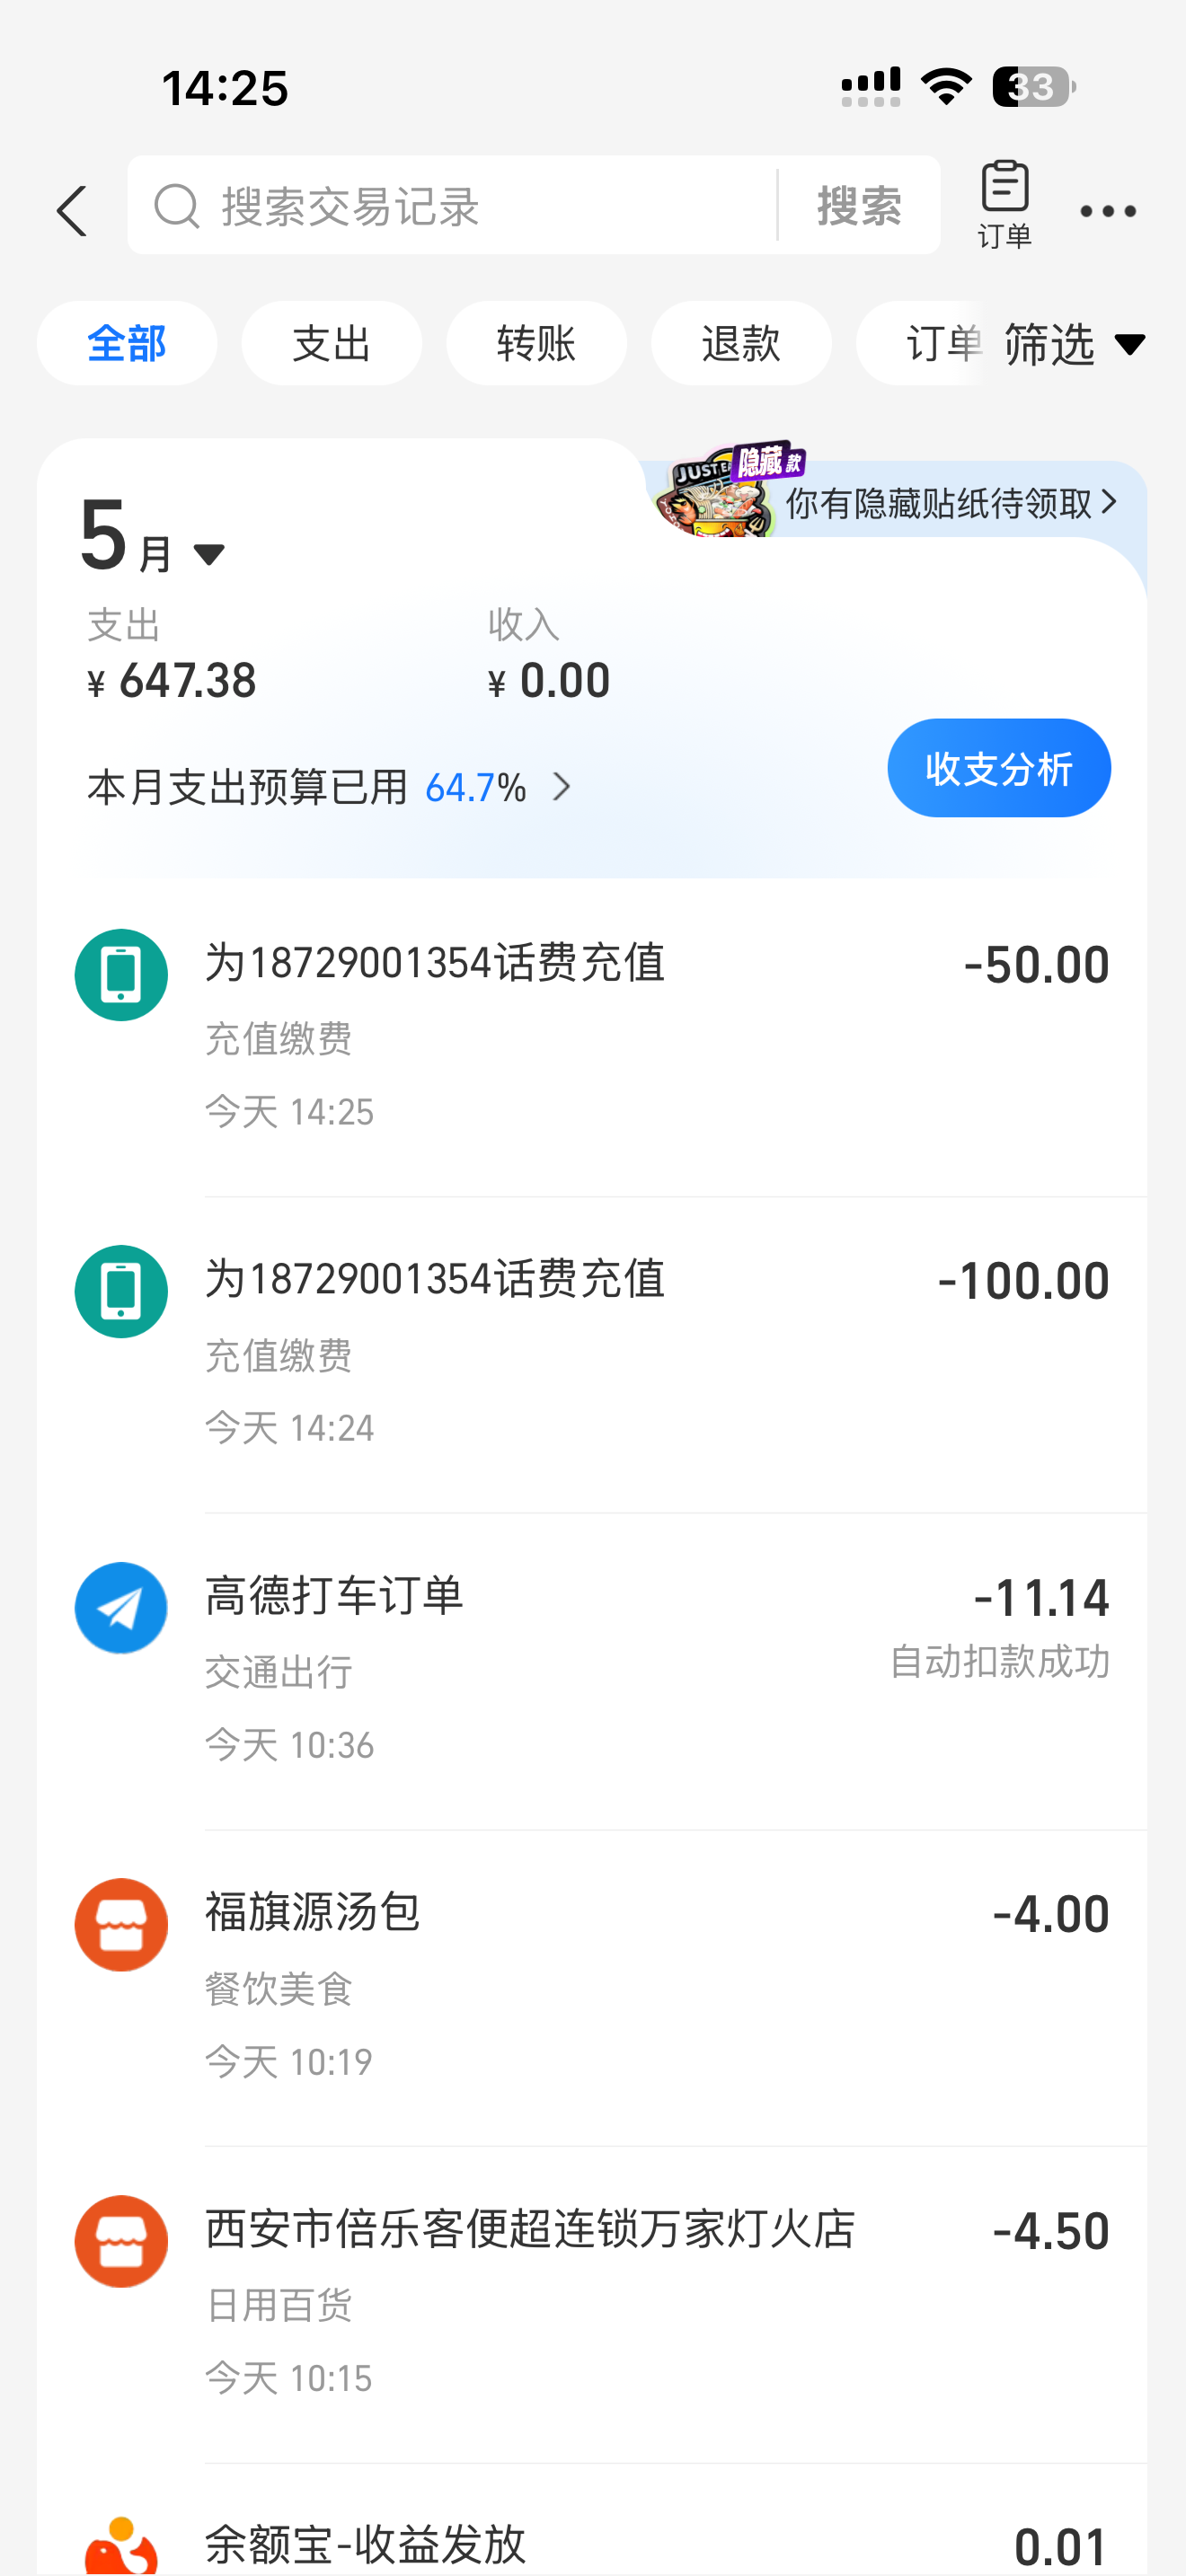 14:25
33
搜索交易记录
搜索
订单
全部
支出
转账
退款
订单
筛选
JUST EA
隐藏款
你有隐藏贴纸待领取
5月
支出
收入
¥ 647.38
¥ 0.00
本月支出预算已用 64.7%
收支分析
为18729001354话费充值
-50.00
充值缴费
今天 14:25
为18729001354话费充值
-100.00
充值缴费
今天 14:24
高德打车订单
-11.14
交通出行
自动扣款成功
今天 10:36
福旗源汤包
-4.00
餐饮美食
今天 10:19
西安市倍乐客便超连锁万家灯火店
-4.50
日用百货
今天 10:15
余额宝-收益发放
0.01